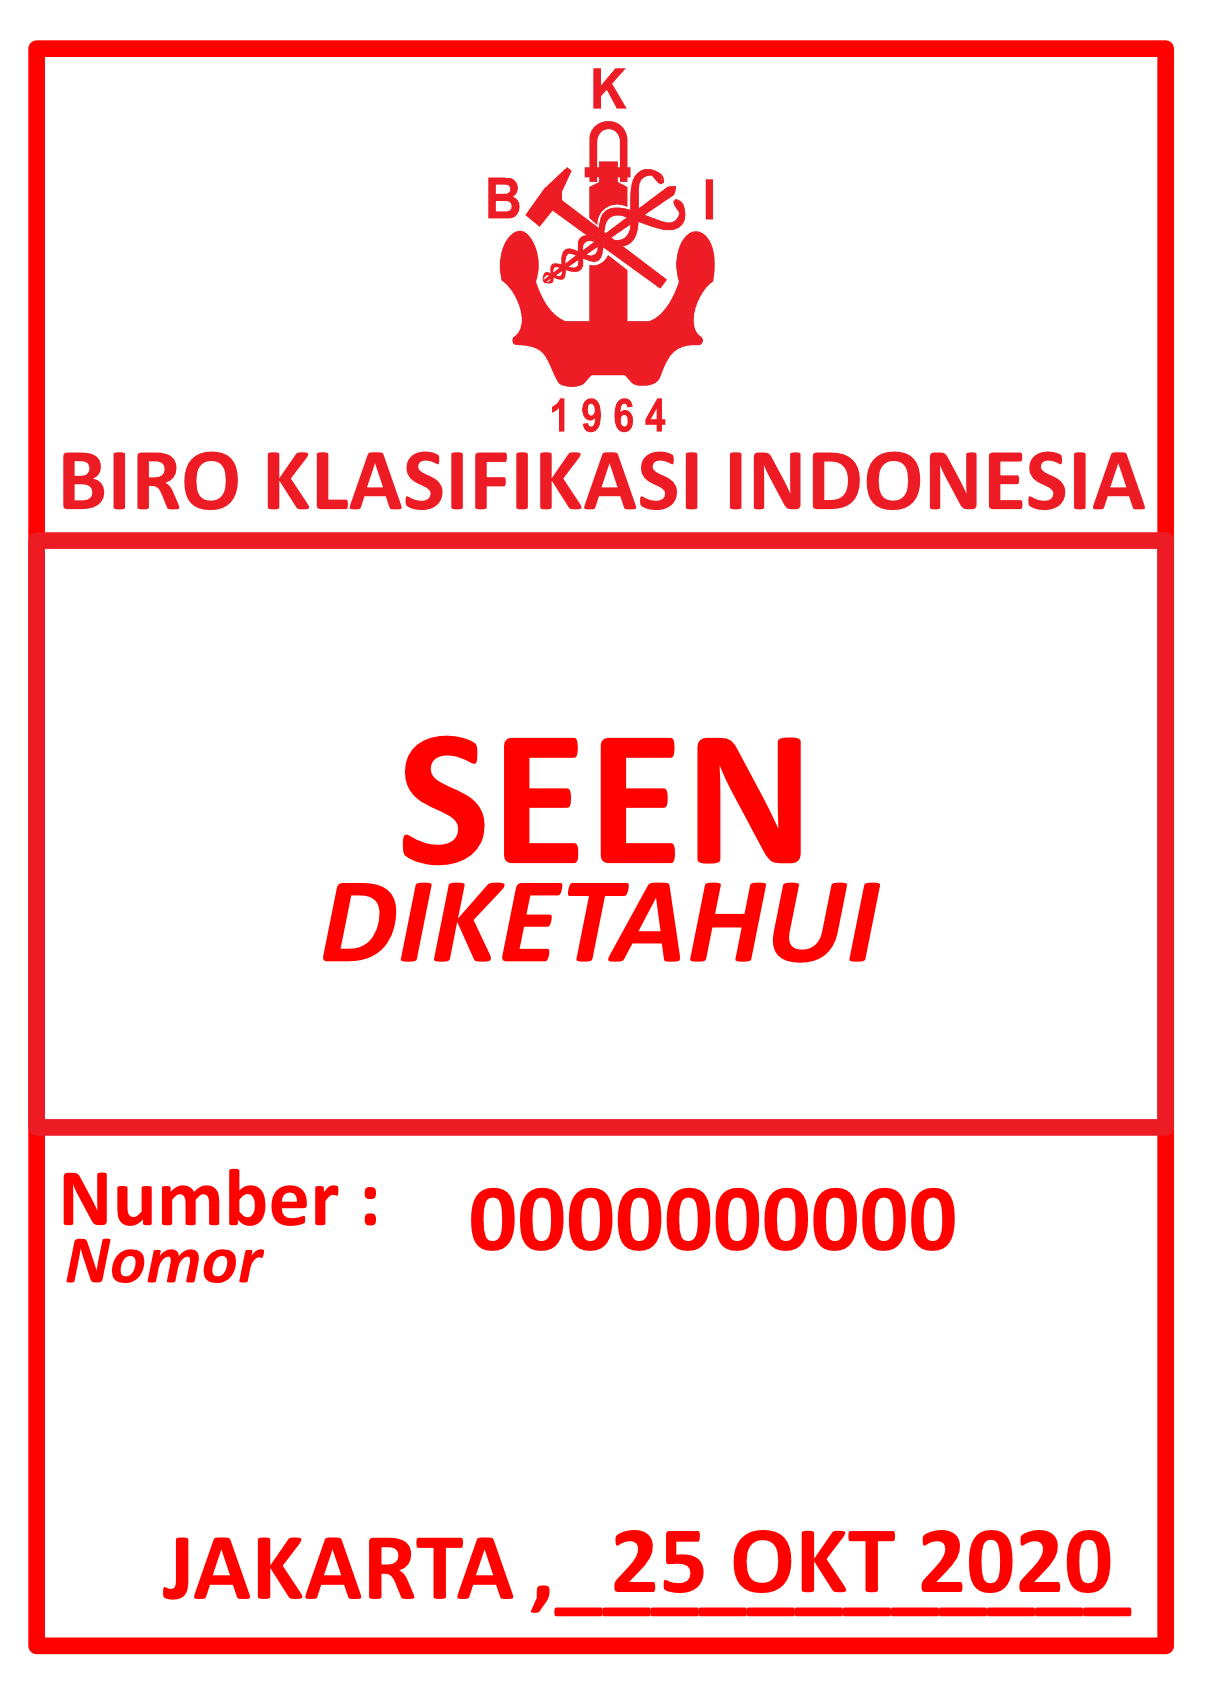 K
B I
1964
BIRO KLASIFIKASI INDONESIA
SEEN
DIKETAHUI
Number : 0000000000
Nomor
JAKARTA , 25 OKT 2020